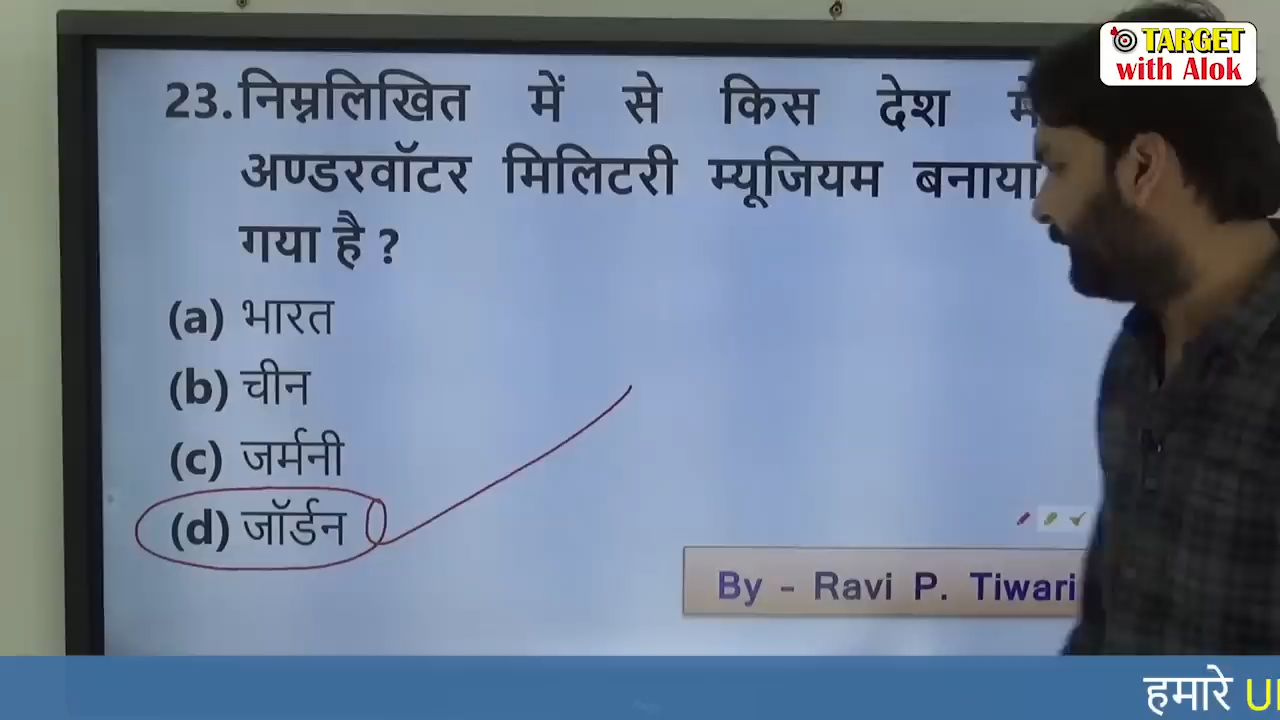 TARGET
with Alok
23. निम्नलिखित में से किस देश में
अण्डरवॉटर मिलिटरी म्यूजियम बनाया
गया है ?
(a) भारत
(b) चीन
(c) जर्मनी
(d) जॉर्डन
By - Ravi P. Tiwari
हमारे